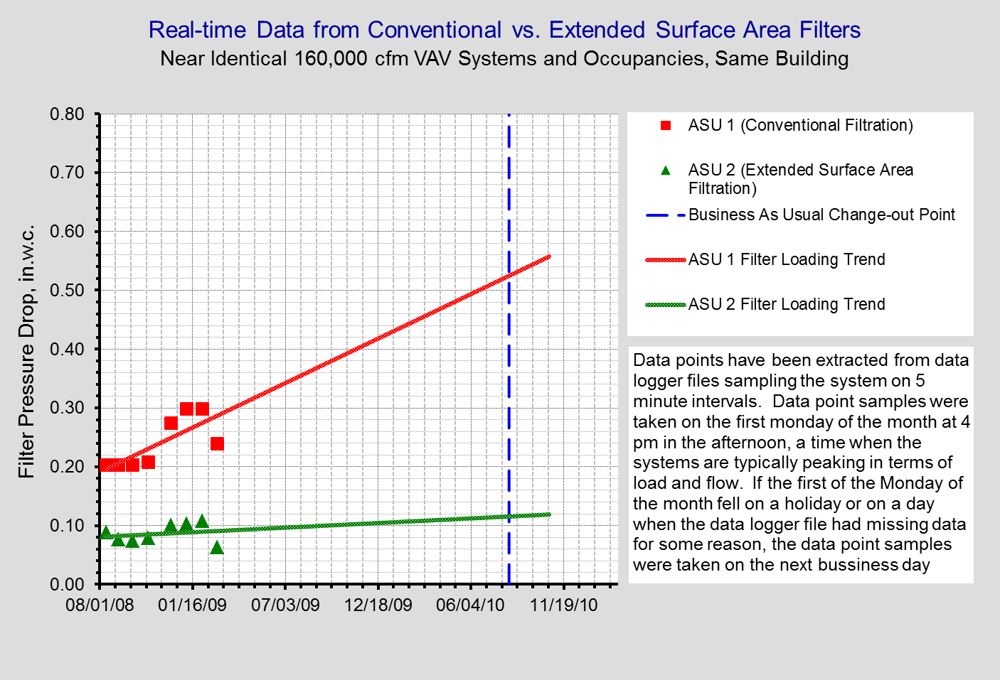 Real-time Data from Conventional vs. Extended Surface Area Filters
Near Identical 160,000 cfm VAV Systems and Occupancies, Same Building
Filter Pressure Drop, in.w.c.
0.80
0.70
0.60
0.50
0.40
0.30
0.20
0.10
0.00
08/01/08
01/16/09
07/03/09
12/18/09
06/04/10
11/19/10
ASU 1 (Conventional Filtration)
ASU 2 (Extended Surface Area
Filtration)
Business As Usual Change-out Point
ASU 1 Filter Loading Trend
ASU 2 Filter Loading Trend
Data points have been extracted from data
logger files sampling the system on 5
minute intervals. Data point samples were
taken on the first monday of the month at 4
pm in the afternoon, a time when the
systems are typically peaking in terms of
load and flow. If the first of the Monday of
the month fell on a holiday or on a day
when the data logger file had missing data
for some reason, the data point samples
were taken on the next bussiness day